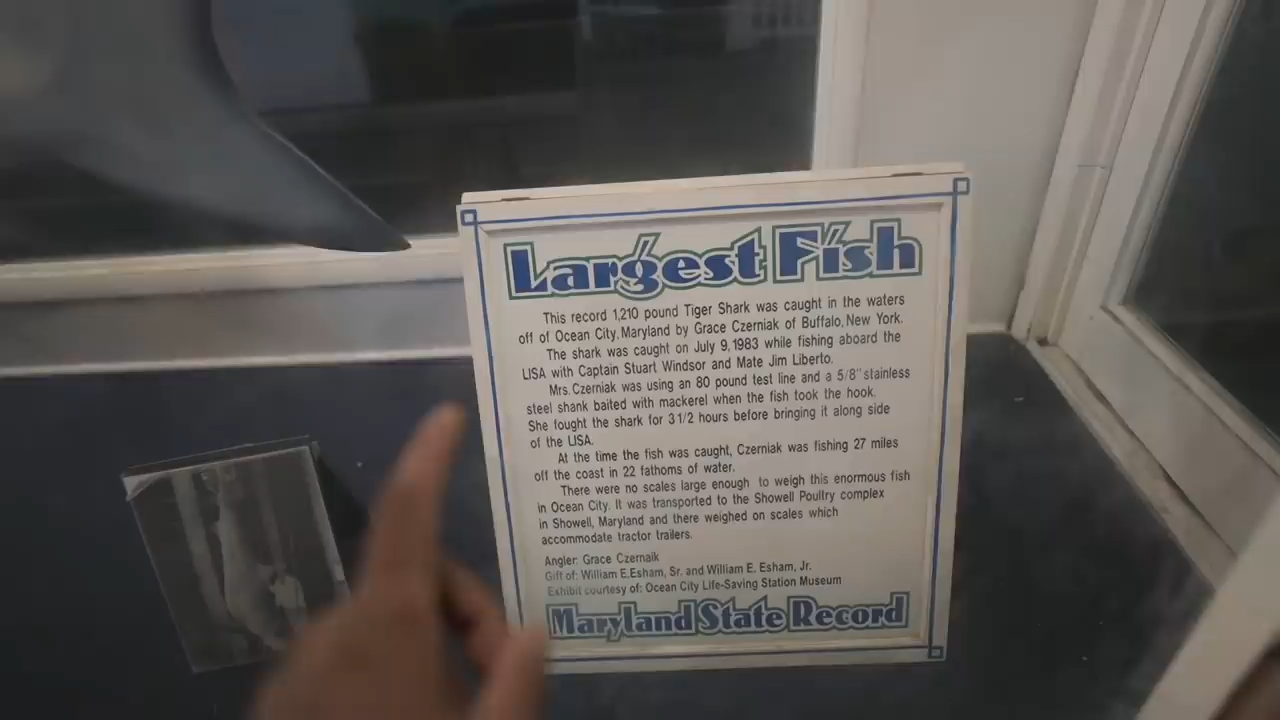 Largest Fish
This record 1,210 pound Tiger Shark was caught in the waters
off of Ocean City, Maryland by Grace Czerniak of Buffalo, New York.
The shark was caught on July 9, 1983 while fishing aboard the
LISA with Captain Stuart Windsor and Mate Jim Liberto.
Mrs. Czerniak was using an 80 pound test line and a 5/8" stainless
steel shank baited with mackerel when the fish took the hook.
She fought the shark for 3 1/2 hours before bringing it along side
of the LISA.
At the time the fish was caught, Czerniak was fishing 27 miles
off the coast in 22 fathoms of water.
There were no scales large enough to weigh this enormous fish
in Ocean City. It was transported to the Showell Poultry complex
in Showell, Maryland and there weighed on scales which
accommodate tractor trailers.
Angler: Grace Czernaik
Gift of: William E. Esham, Sr. and William E. Esham, Jr.
Exhibit courtesy of: Ocean City Life-Saving Station Museum
Maryland State Record